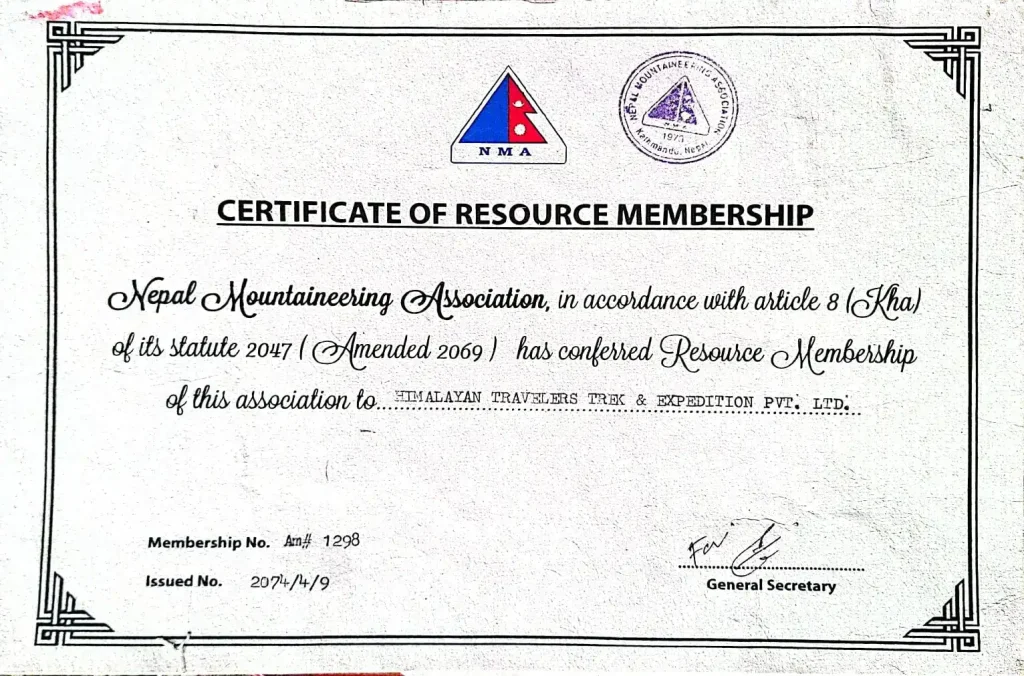 NMA
NEPAL MOUNTAINEERING ASSOCIATION
NMA
1973
Kathmandu, Nepal
CERTIFICATE OF RESOURCE MEMBERSHIP
Nepal Mountaineering Association, in accordance with article 8 (Kha)
of its statute 2047 ( Amended 2069 ) has conferred Resource Membership
of this association to HIMALAYAN TRAVELERS TREK & EXPEDITION PVT. LTD.
Membership No. Am# 1298
For
Issued No. 2074/4/9
General Secretary